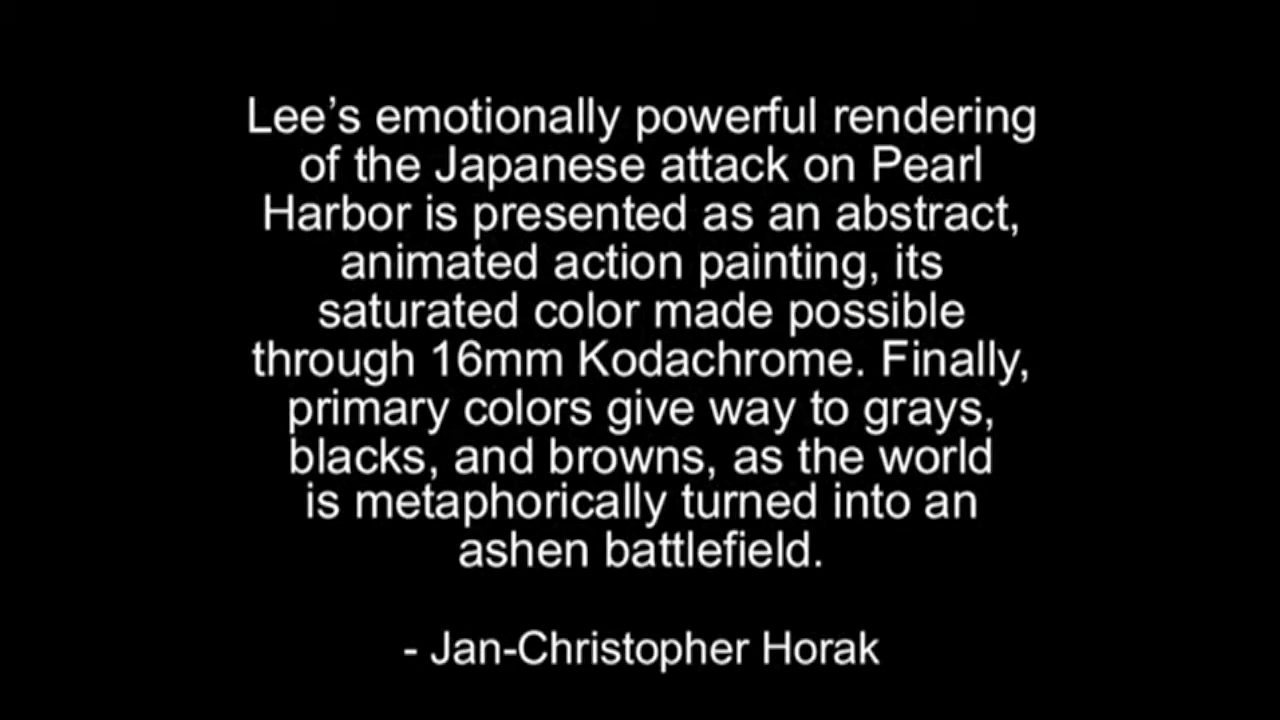 Lee’s emotionally powerful rendering
of the Japanese attack on Pearl
Harbor is presented as an abstract,
animated action painting, its
saturated color made possible
through 16mm Kodachrome. Finally,
primary colors give way to grays,
blacks, and browns, as the world
is metaphorically turned into an
ashen battlefield.
- Jan-Christopher Horak